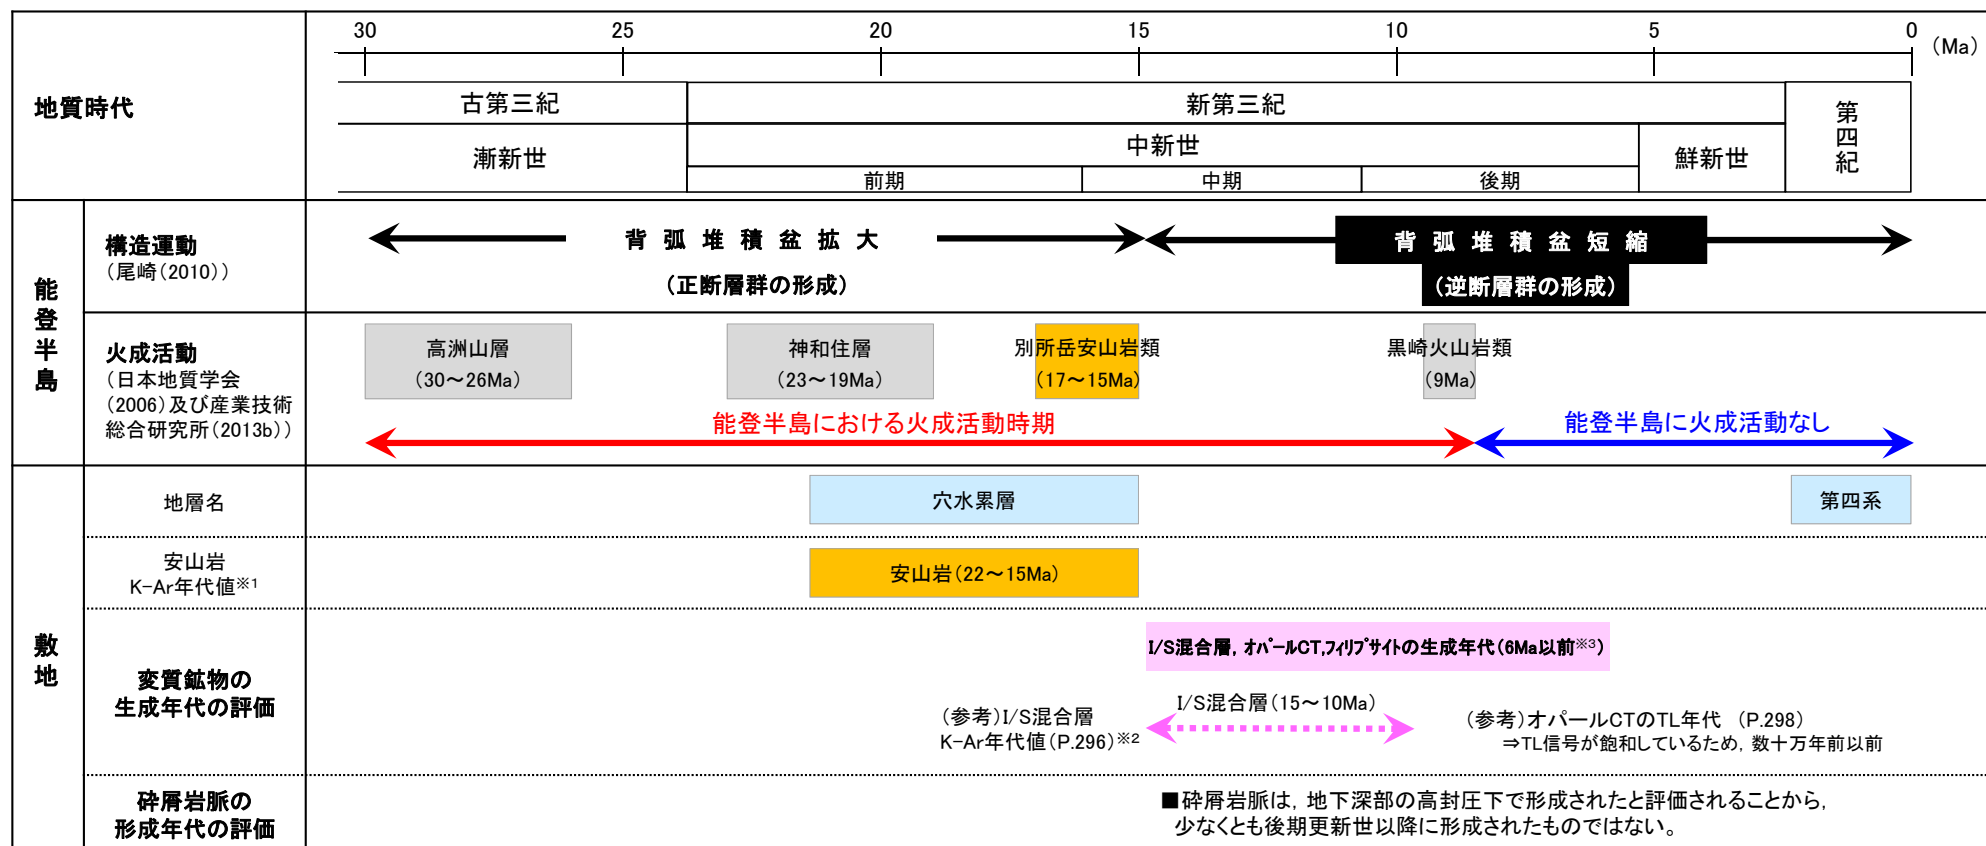 30 25 20 15 10 5 0 (Ma)
地質時代
古第三紀 新第三紀 第四紀
漸新世 中新世 鮮新世
前期 中期 後期
能登半島
構造運動
(尾崎(2010))
背弧堆積盆拡大
(正断層群の形成)
背弧堆積盆短縮
(逆断層群の形成)
火成活動
(日本地質学会
(2006)及び産業技術
総合研究所(2013b))
高洲山層
(30~26Ma)
神和住層
(23~19Ma)
別所岳安山岩類
(17~15Ma)
黒崎火山岩類
(9Ma)
能登半島における火成活動時期
能登半島に火成活動なし
敷地
地層名
穴水累層
第四系
安山岩
K-Ar年代値※1
安山岩(22~15Ma)
変質鉱物の
生成年代の評価
I/S混合層, オパールCT,フィリプサイトの生成年代(6Ma以前※3)
(参考)I/S混合層
K-Ar年代値(P.296)※2
I/S混合層(15~10Ma)
(参考)オパールCTのTL年代 (P.298)
⇒TL信号が飽和しているため, 数十万年前以前
砕屑岩脈の
形成年代の評価
■砕屑岩脈は, 地下深部の高封圧下で形成されたと評価されることから,
少なくとも後期更新世以降に形成されたものではない。